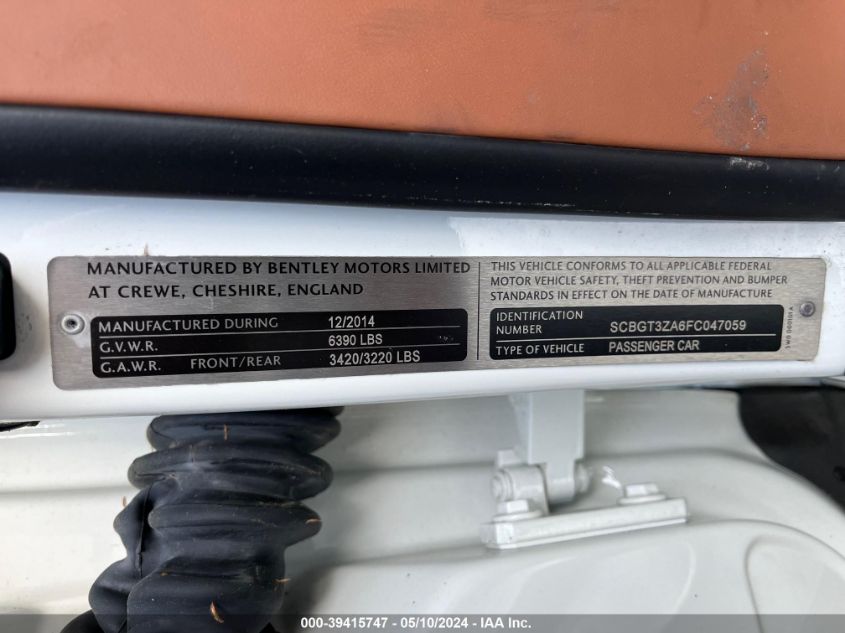 MANUFACTURED BY BENTLEY MOTORS LIMITED
AT CREWE, CHESHIRE, ENGLAND
MANUFACTURED DURING 12/2014
G.V.W.R. 6390 LBS
G.A.W.R. FRONT/REAR 3420/3220 LBS
THIS VEHICLE CONFORMS TO ALL APPLICABLE FEDERAL
MOTOR VEHICLE SAFETY, THEFT PREVENTION AND BUMPER
STANDARDS IN EFFECT ON THE DATE OF MANUFACTURE
IDENTIFICATION
NUMBER SCBGT3ZA6FC047059
TYPE OF VEHICLE PASSENGER CAR
000-39415747 - 05/10/2024 - IAA Inc.